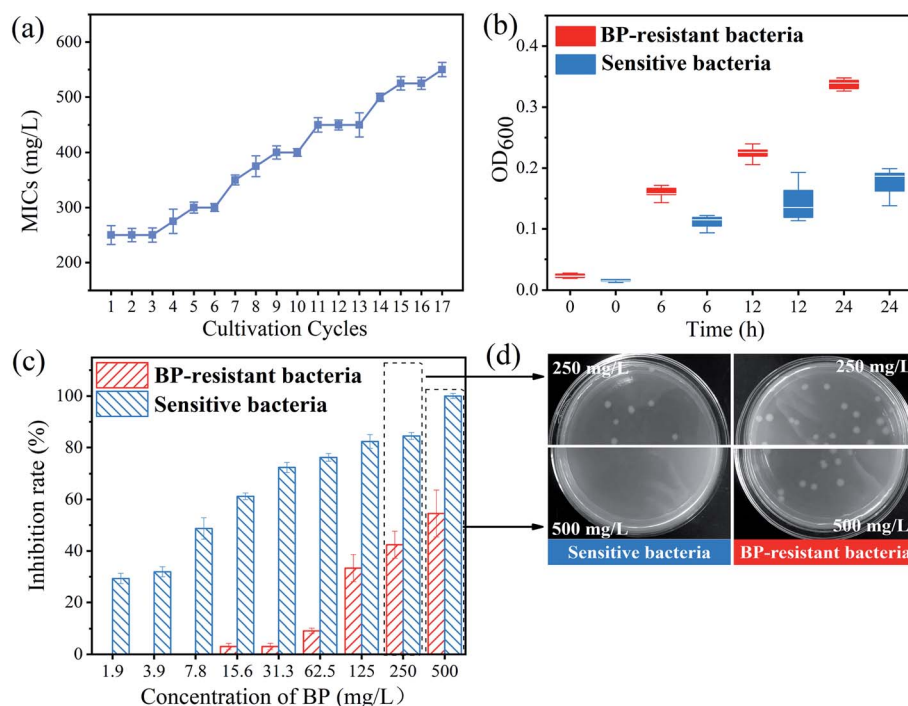 (a)
600
500
400
300
200
MICs (mg/L)
1 2 3 4 5 6 7 8 9 10 11 12 13 14 15 16 17
Cultivation Cycles
(b)
BP-resistant bacteria
Sensitive bacteria
0.4
0.3
0.2
0.1
0.0
OD600
0 0 6 6 12 12 24 24
Time (h)
(c)
BP-resistant bacteria
Sensitive bacteria
100
80
60
40
20
0
Inhibition rate (%)
1.9 3.9 7.8 15.6 31.3 62.5 125 250 500
Concentration of BP (mg/L)
(d)
250 mg/L
250 mg/L
500 mg/L
500 mg/L
Sensitive bacteria
BP-resistant bacteria